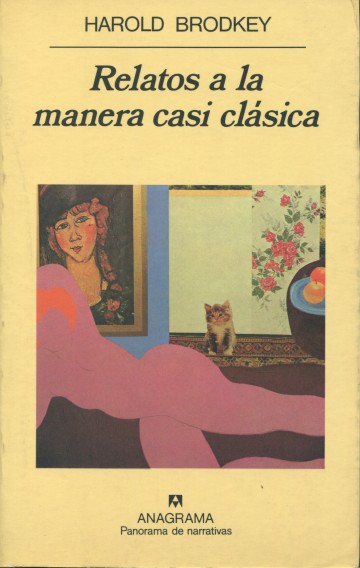 HAROLD BRODKEY
Relatos a la
manera casi clásica
ANAGRAMA
Panorama de narrativas